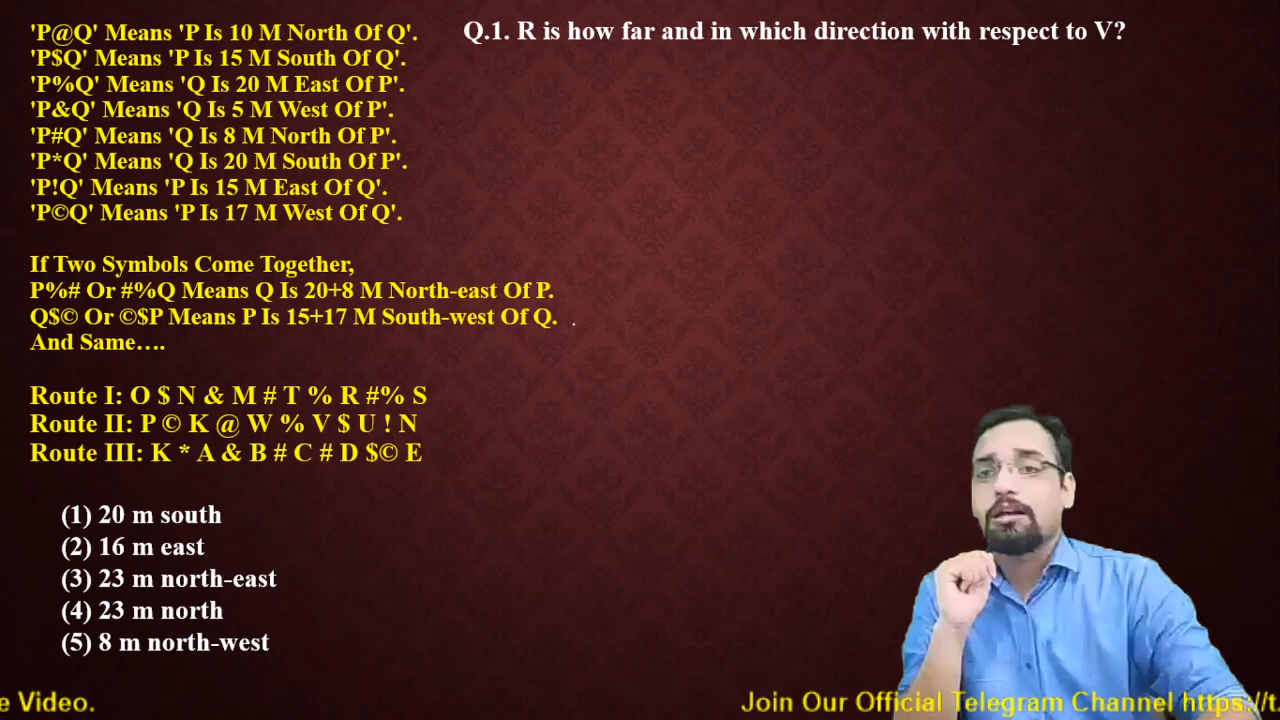 'P@Q' Means 'P Is 10 M North Of Q'.
'P$Q' Means 'P Is 15 M South Of Q'.
'P%Q' Means 'Q Is 20 M East Of P'.
'P&Q' Means 'Q Is 5 M West Of P'.
'P#Q' Means 'Q Is 8 M North Of P'.
'P*Q' Means 'Q Is 20 M South Of P'.
'P!Q' Means 'P Is 15 M East Of Q'.
'P©Q' Means 'P Is 17 M West Of Q'.
If Two Symbols Come Together,
P%# Or #%Q Means Q Is 20+8 M North-east Of P.
Q$© Or ©$P Means P Is 15+17 M South-west Of Q.
And Same….
Route I: O $ N & M # T % R #% S
Route II: P © K @ W % V $ U ! N
Route III: K * A & B # C # D $© E
Q.1. R is how far and in which direction with respect to V?
(1) 20 m south
(2) 16 m east
(3) 23 m north-east
(4) 23 m north
(5) 8 m north-west
e Video.
Join Our Official Telegram Channel https://t.